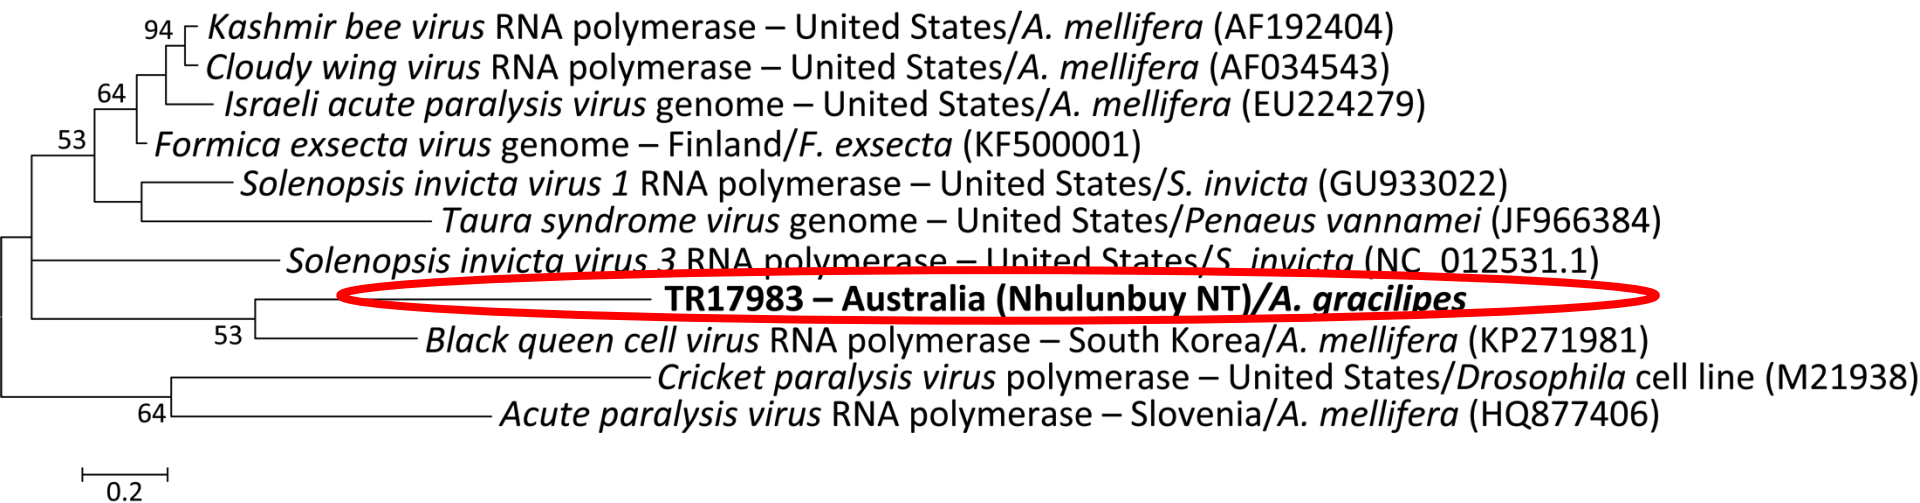 94
Kashmir bee virus RNA polymerase – United States/A. mellifera (AF192404)
Cloudy wing virus RNA polymerase – United States/A. mellifera (AF034543)
64
Israeli acute paralysis virus genome – United States/A. mellifera (EU224279)
53
Formica exsecta virus genome – Finland/F. exsecta (KF500001)
Solenopsis invicta virus 1 RNA polymerase – United States/S. invicta (GU933022)
Taura syndrome virus genome – United States/Penaeus vannamei (JF966384)
Solenopsis invicta virus 3 RNA polymerase – United States/S. invicta (NC_012531.1)
TR17983 – Australia (Nhulunbuy NT)/A. gracilipes
53
Black queen cell virus RNA polymerase – South Korea/A. mellifera (KP271981)
Cricket paralysis virus polymerase – United States/Drosophila cell line (M21938)
64
Acute paralysis virus RNA polymerase – Slovenia/A. mellifera (HQ877406)
0.2